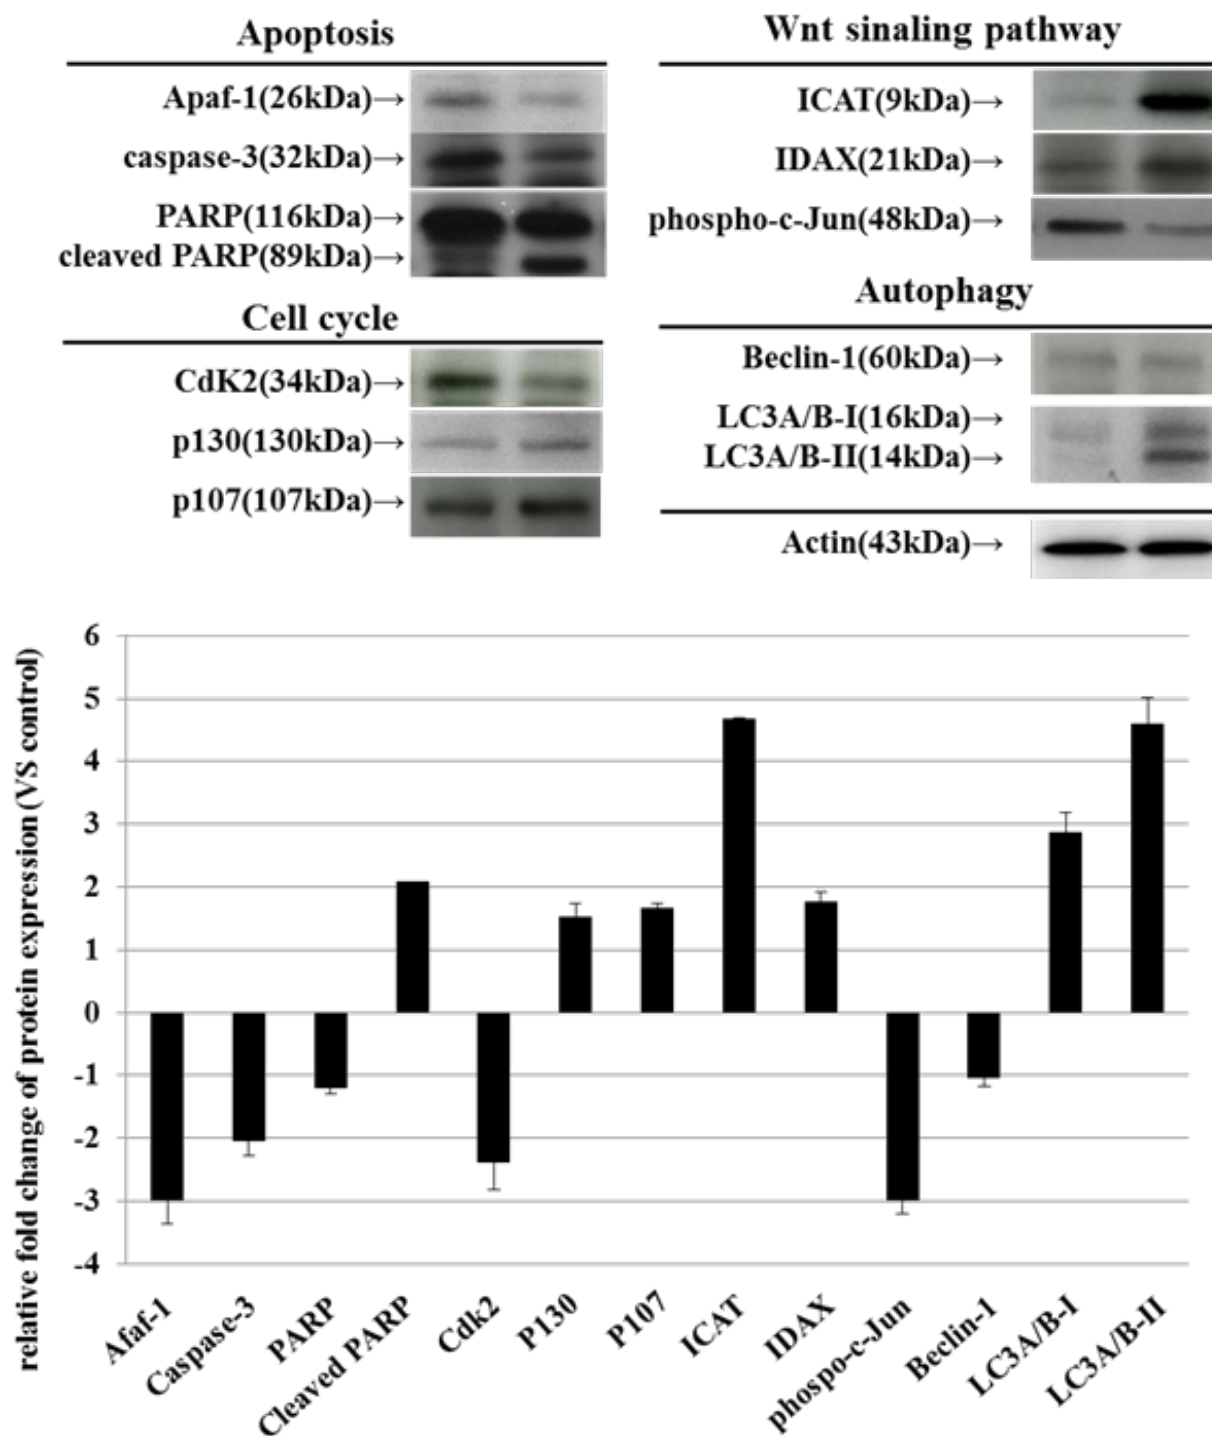 Apoptosis
Apaf-1(26kDa)→
caspase-3(32kDa)→
PARP(116kDa)→
cleaved PARP(89kDa)→
Cell cycle
CdK2(34kDa)→
p130(130kDa)→
p107(107kDa)→
Wnt sinaling pathway
ICAT(9kDa)→
IDAX(21kDa)→
phospho-c-Jun(48kDa)→
Autophagy
Beclin-1(60kDa)→
LC3A/B-I(16kDa)→
LC3A/B-II(14kDa)→
Actin(43kDa)→
relative fold change of protein expression (VS control)
6
5
4
3
2
1
0
-1
-2
-3
-4
Afaf-1
Caspase-3
PARP
Cleaved PARP
Cdk2
P130
P107
ICAT
IDAX
phospo-c-Jun
Beclin-1
LC3A/B-I
LC3A/B-II